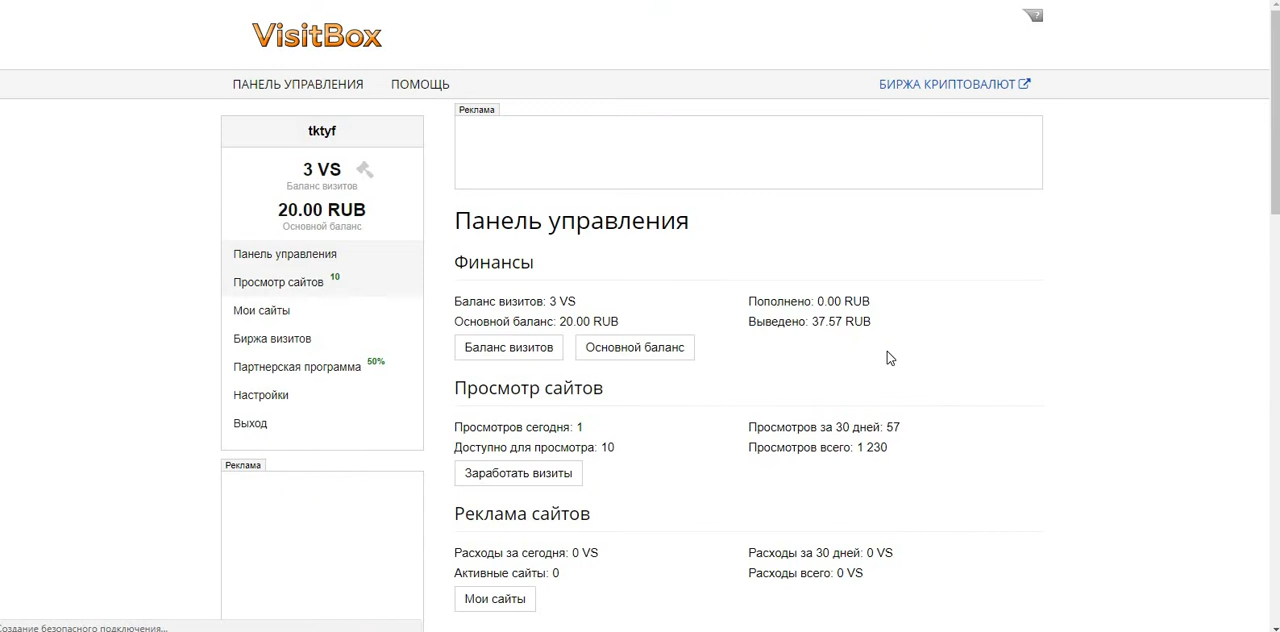 VisitBox
?
ПАНЕЛЬ УПРАВЛЕНИЯ ПОМОЩЬ БИРЖА КРИПТОВАЛЮТ
tktyf
3 VS
Баланс визитов
20.00 RUB
Основной баланс
Панель управления
Просмотр сайтов 10
Мои сайты
Биржа визитов
Партнерская программа 50%
Настройки
Выход
Реклама
Реклама
Панель управления
Финансы
Баланс визитов: 3 VS Пополнено: 0.00 RUB
Основной баланс: 20.00 RUB Выведено: 37.57 RUB
Баланс визитов Основной баланс
Просмотр сайтов
Просмотров сегодня: 1 Просмотров за 30 дней: 57
Доступно для просмотра: 10 Просмотров всего: 1 230
Заработать визиты
Реклама сайтов
Расходы за сегодня: 0 VS Расходы за 30 дней: 0 VS
Активные сайты: 0 Расходы всего: 0 VS
Мои сайты
Создание безопасного подключения...